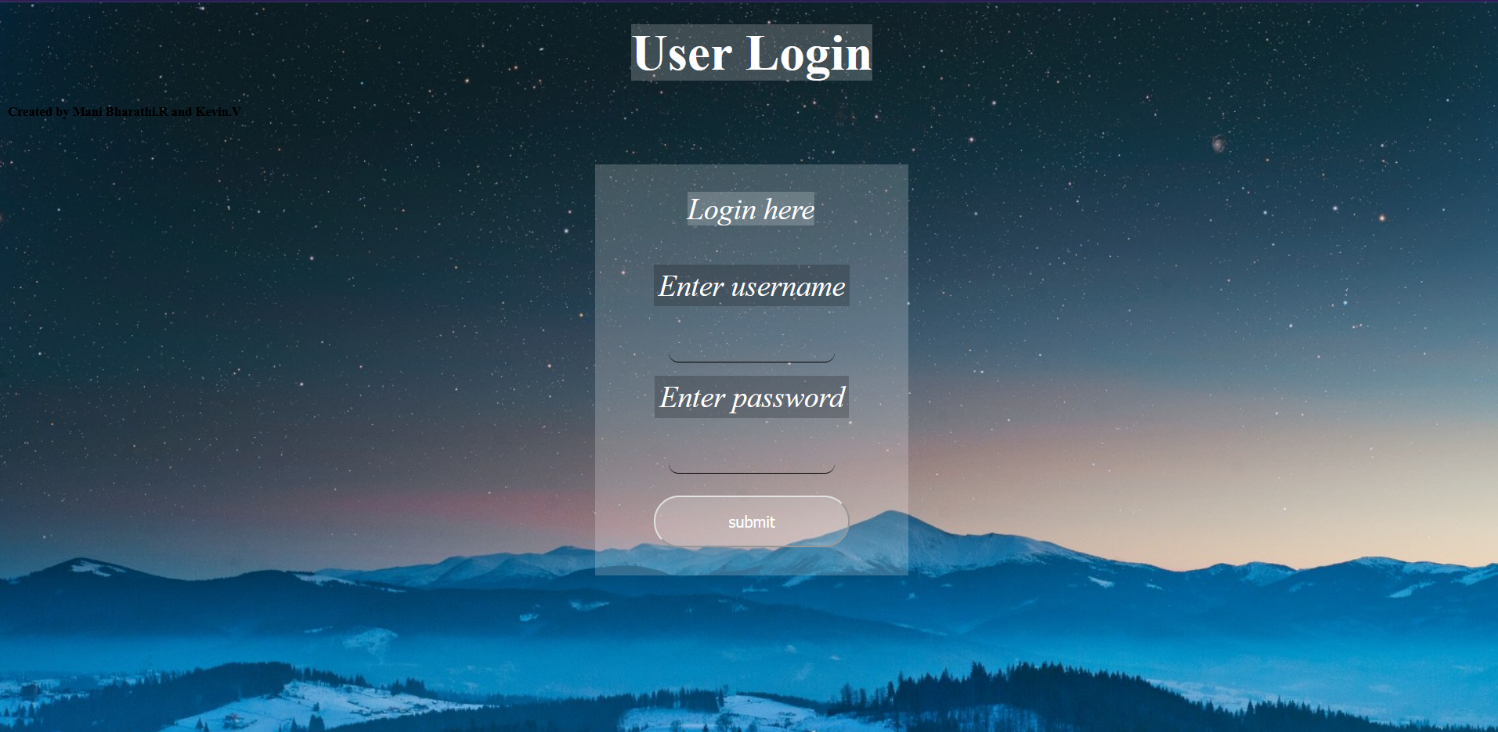 User Login
Created by Mani Bharathi.R and Kevin.V
Login here
Enter username
Enter password
submit